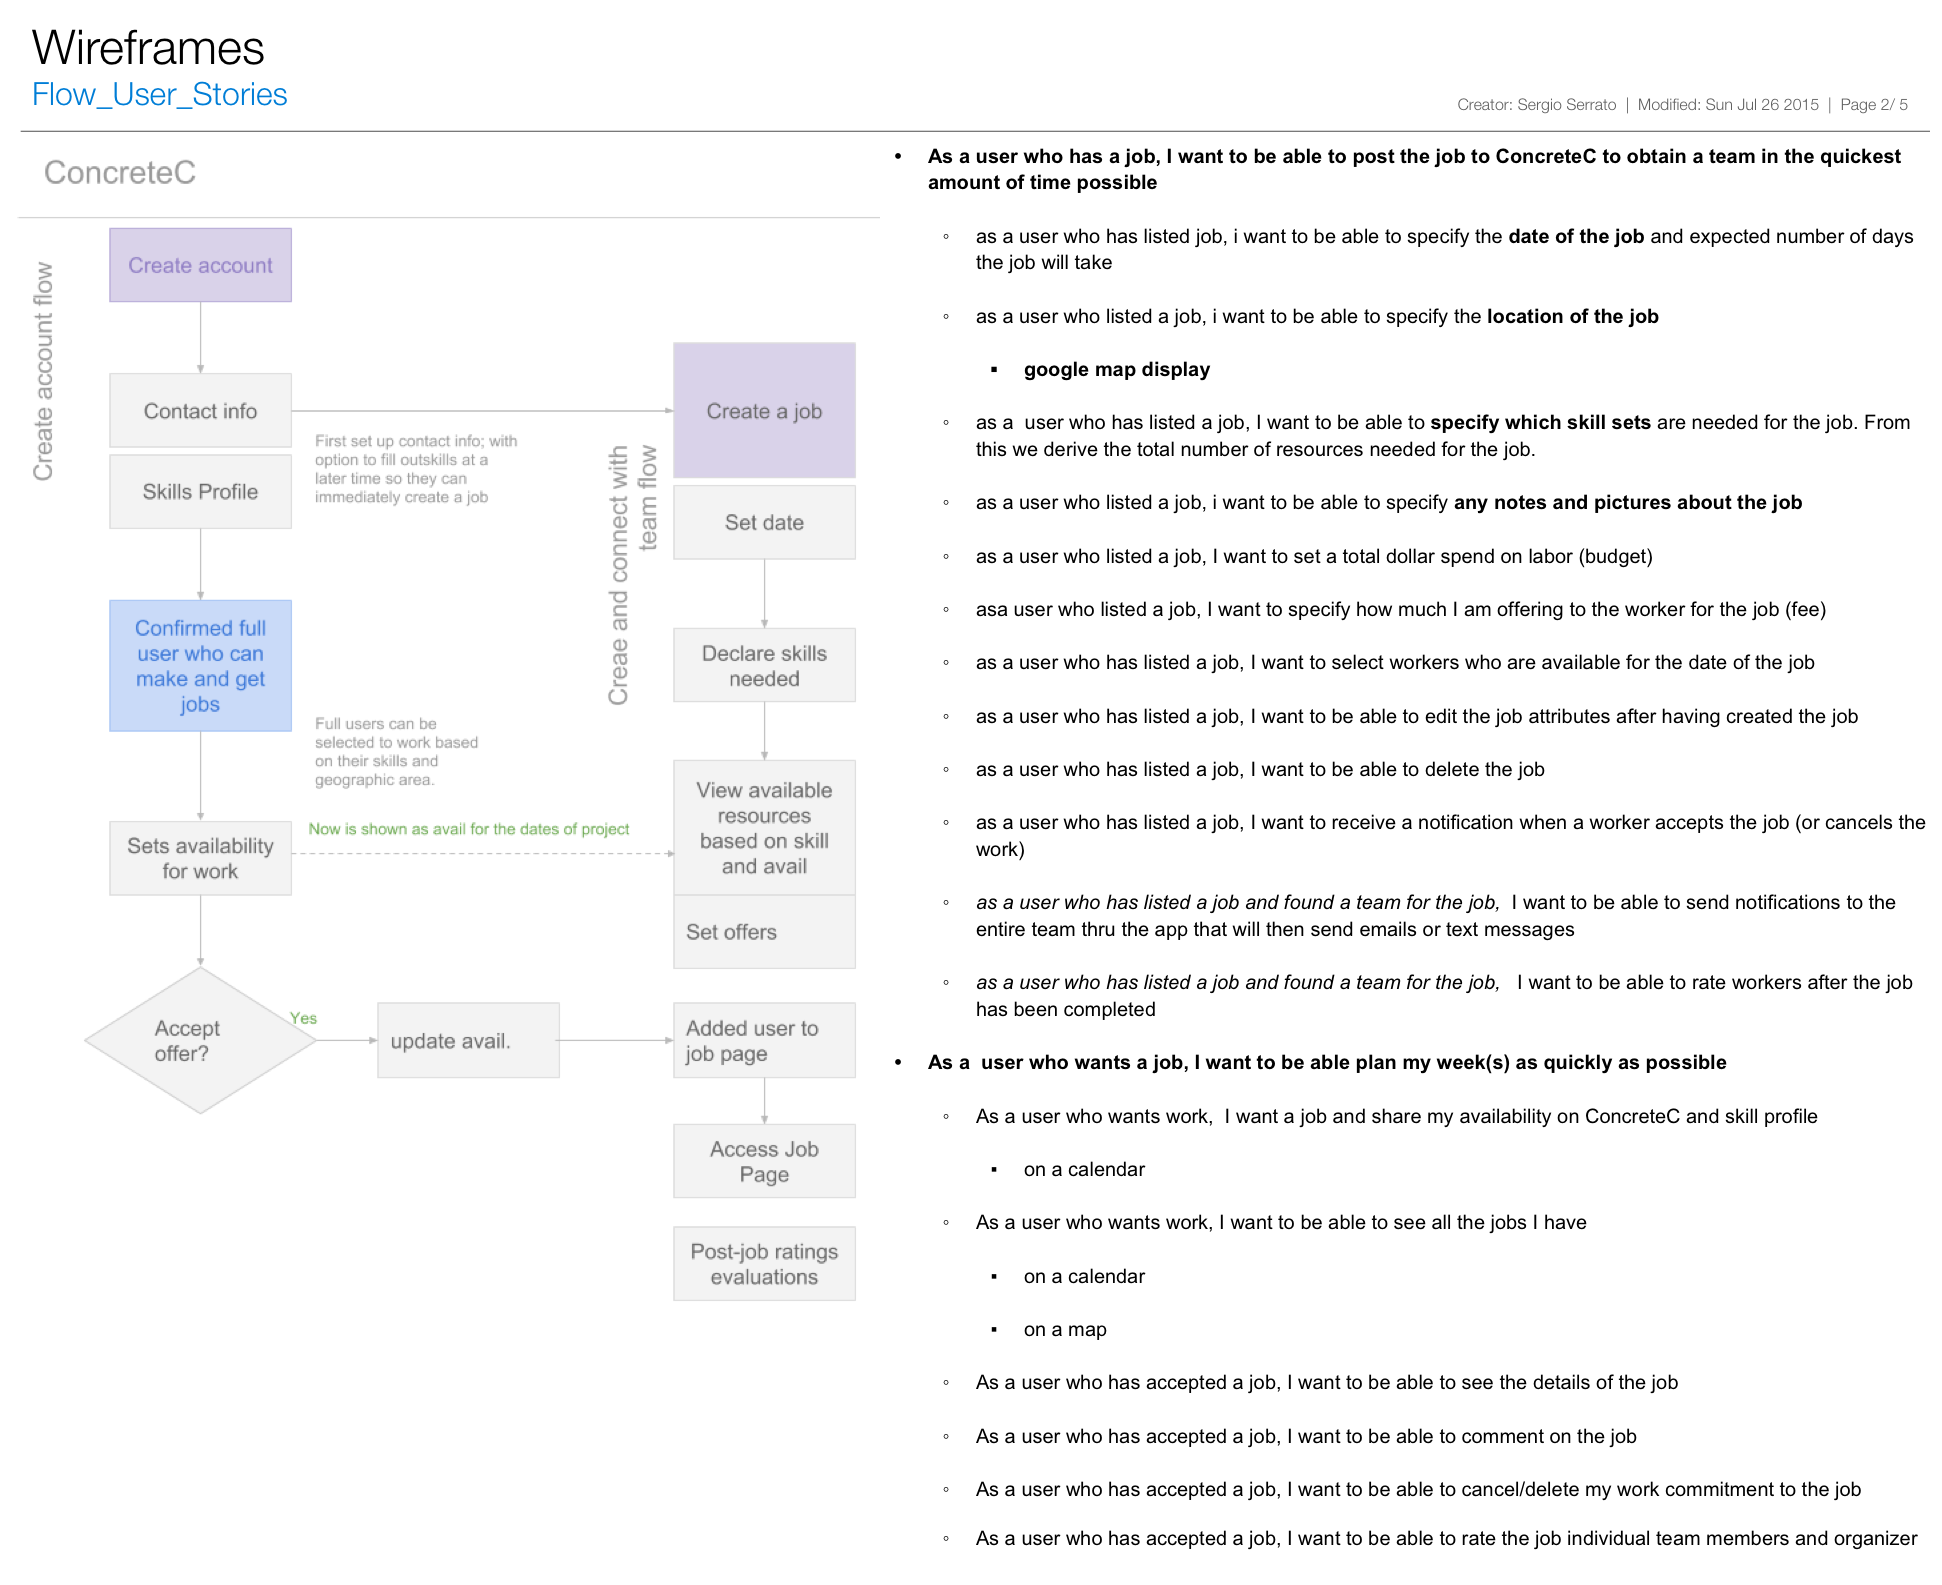 Wireframes
Flow_User_Stories
Creator: Sergio Serrato | Modified: Sun Jul 26 2015 | Page 2/ 5
ConcreteC
Create account flow
Create account
Contact info
First set up contact info; with
option to fill outskills at a
later time so they can
immediately create a job
Skills Profile
Confirmed full
user who can
make and get
jobs
Full users can be
selected to work based
on their skills and
geographic area.
Sets availability
for work
Now is shown as avail for the dates of project
Accept
offer?
Yes
update avail.
Creae and connect with
team flow
Create a job
Set date
Declare skills
needed
View available
resources
based on skill
and avail
Set offers
Added user to
job page
Access Job
Page
Post-job ratings
evaluations
• As a user who has a job, I want to be able to post the job to ConcreteC to obtain a team in the quickest
amount of time possible
◦ as a user who has listed job, i want to be able to specify the date of the job and expected number of days
the job will take
◦ as a user who listed a job, i want to be able to specify the location of the job
▪ google map display
◦ as a  user who has listed a job, I want to be able to specify which skill sets are needed for the job. From
this we derive the total number of resources needed for the job.
◦ as a user who listed a job, i want to be able to specify any notes and pictures about the job
◦ as a user who listed a job, I want to set a total dollar spend on labor (budget)
◦ asa user who listed a job, I want to specify how much I am offering to the worker for the job (fee)
◦ as a user who has listed a job, I want to select workers who are available for the date of the job
◦ as a user who has listed a job, I want to be able to edit the job attributes after having created the job
◦ as a user who has listed a job, I want to be able to delete the job
◦ as a user who has listed a job, I want to receive a notification when a worker accepts the job (or cancels the
work)
◦ as a user who has listed a job and found a team for the job,  I want to be able to send notifications to the
entire team thru the app that will then send emails or text messages
◦ as a user who has listed a job and found a team for the job,   I want to be able to rate workers after the job
has been completed
• As a  user who wants a job, I want to be able plan my week(s) as quickly as possible
◦ As a user who wants work,  I want a job and share my availability on ConcreteC and skill profile
▪ on a calendar
◦ As a user who wants work, I want to be able to see all the jobs I have
▪ on a calendar
▪ on a map
◦ As a user who has accepted a job, I want to be able to see the details of the job
◦ As a user who has accepted a job, I want to be able to comment on the job
◦ As a user who has accepted a job, I want to be able to cancel/delete my work commitment to the job
◦ As a user who has accepted a job, I want to be able to rate the job individual team members and organizer